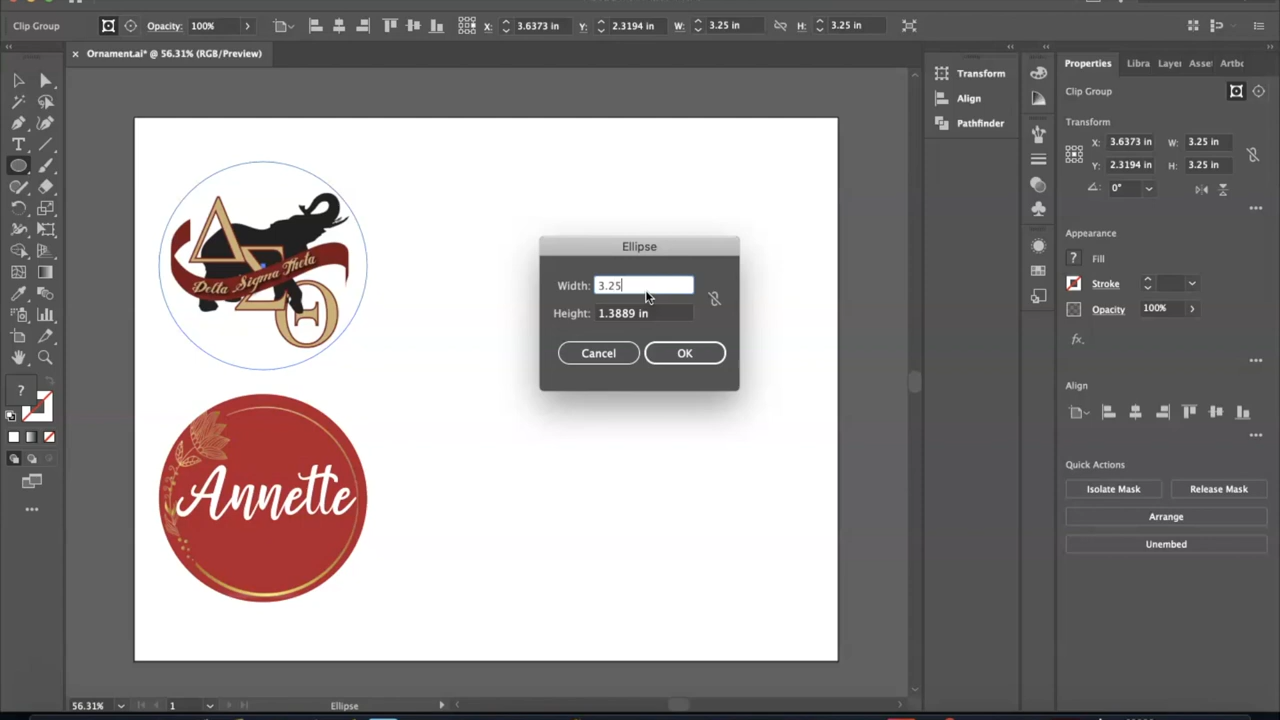 Clip Group
Opacity:
100%
X:
3.6373 in
Y:
2.3194 in
W:
3.25 in
H:
3.25 in
Ornament.ai* @ 56.31% (RGB/Preview)
Transform
Align
Pathfinder
Properties
Libra
Layer
Asse
Artb
Clip Group
Transform
X:
3.6373 in
W:
3.25 in
Y:
2.3194 in
H:
3.25 in
0°
Appearance
?
Fill
Stroke
Opacity
100%
fx.
Align
Quick Actions
Isolate Mask
Release Mask
Arrange
Unembed
T
?
ΔΣΘ
Delta Sigma Theta
Annette
Ellipse
Width:
3.25
Height:
1.3889 in
Cancel
OK
56.31%
1
Ellipse